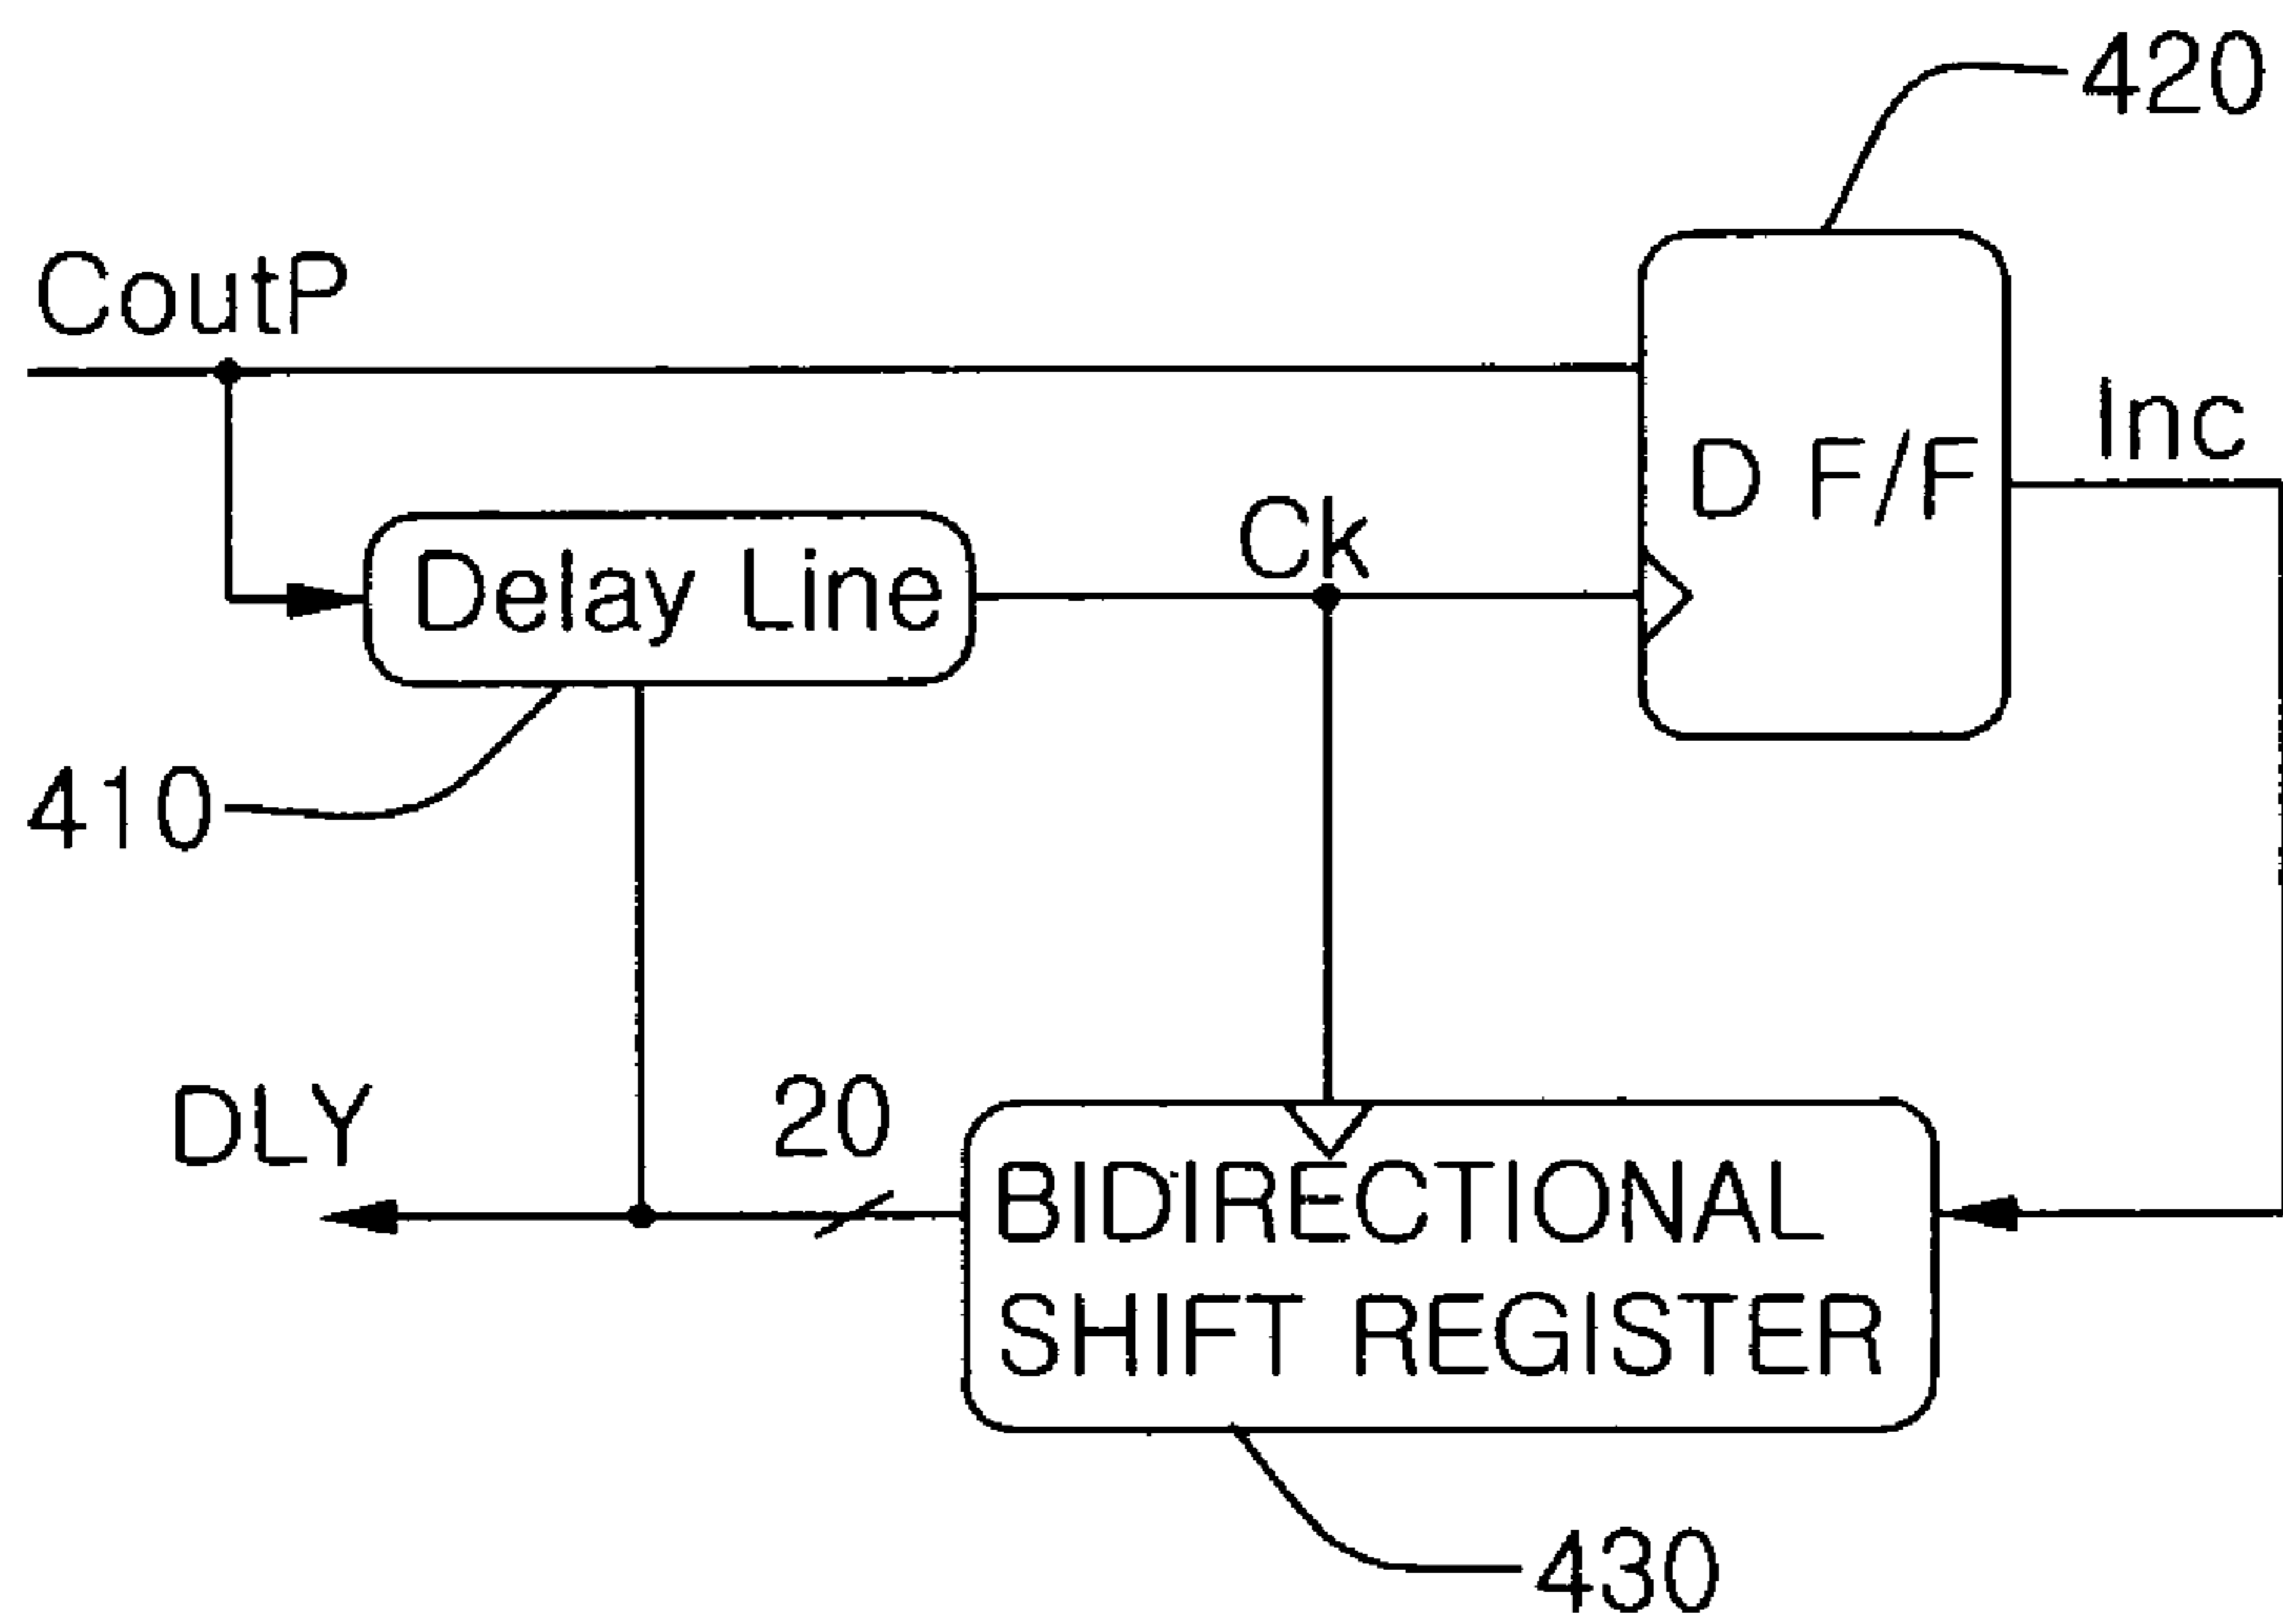 420
CoutP
Inc
D F/F
Ck
Delay Line
410
DLY
20
BIDIRECTIONAL
SHIFT REGISTER
430